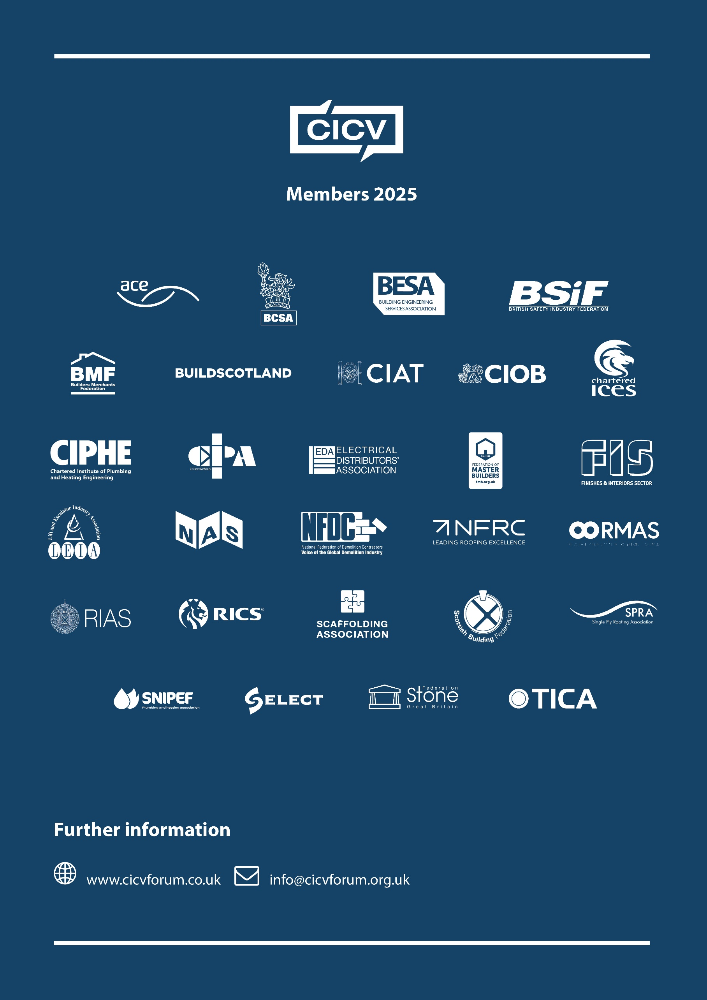 CICV
Members 2025
ace
BCSA
BESA
BUILDING ENGINEERING
SERVICES ASSOCIATION
BSiF
BRITISH SAFETY INDUSTRY FEDERATION
BMF
Builders Merchants
Federation
BUILDSCOTLAND
CIAT
CIOB
chartered
ices
CIPHE
Chartered Institute of Plumbing
and Heating Engineering
CPA
CollectiveMark
EDA ELECTRICAL
DISTRIBUTORS'
ASSOCIATION
Est. 1941
FEDERATION OF
MASTER
BUILDERS
fmb.org.uk
FIS
FINISHES & INTERIORS SECTOR
Lift and Escalator Industry Association
LEIA
NAS
NFDC
National Federation of Demolition Contractors
Voice of the Global Demolition Industry
NFRC
LEADING ROOFING EXCELLENCE
RMAS
RIAS
RICS®
SCAFFOLDING
ASSOCIATION
Scottish Building Federation
SPRA
Single Ply Roofing Association
SNIPEF
Plumbing and heating association
SELECT
Federation
Stone
Great Britain
TICA
Further information
www.cicvforum.co.uk info@cicvforum.org.uk